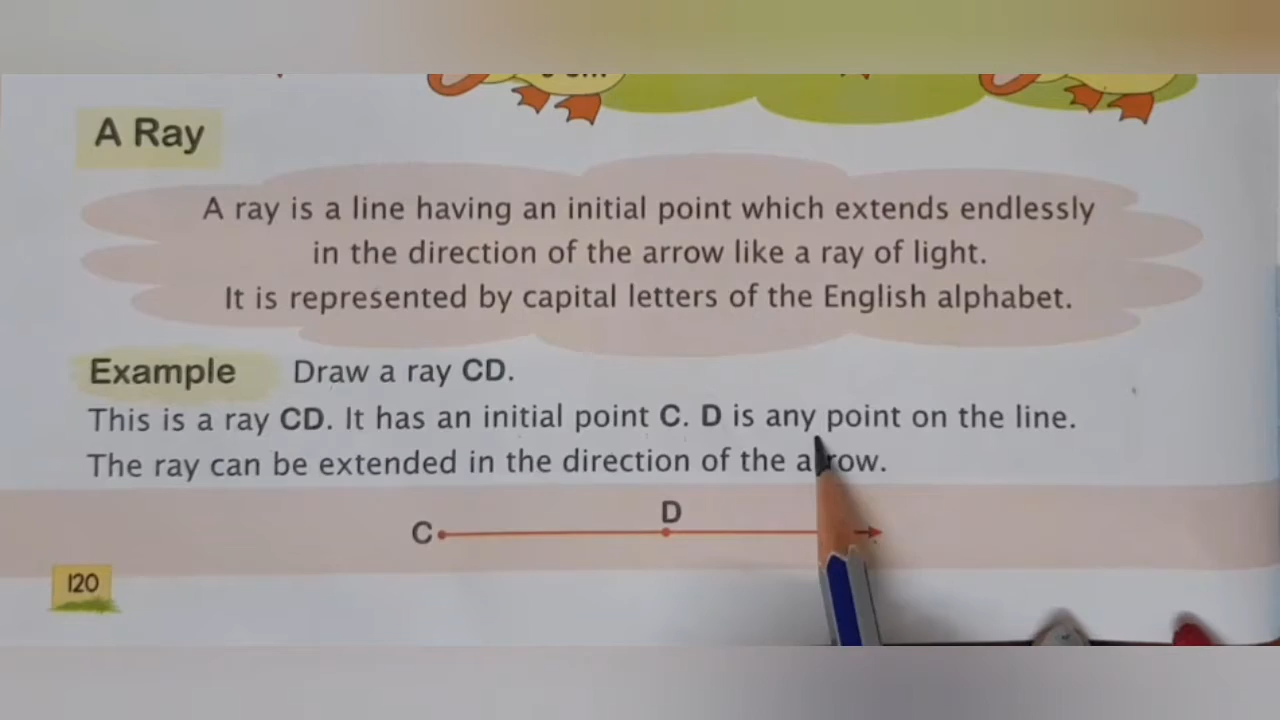 A Ray
A ray is a line having an initial point which extends endlessly
in the direction of the arrow like a ray of light.
It is represented by capital letters of the English alphabet.
Example Draw a ray CD.
This is a ray CD. It has an initial point C. D is any point on the line.
The ray can be extended in the direction of the arrow.
D
C
120